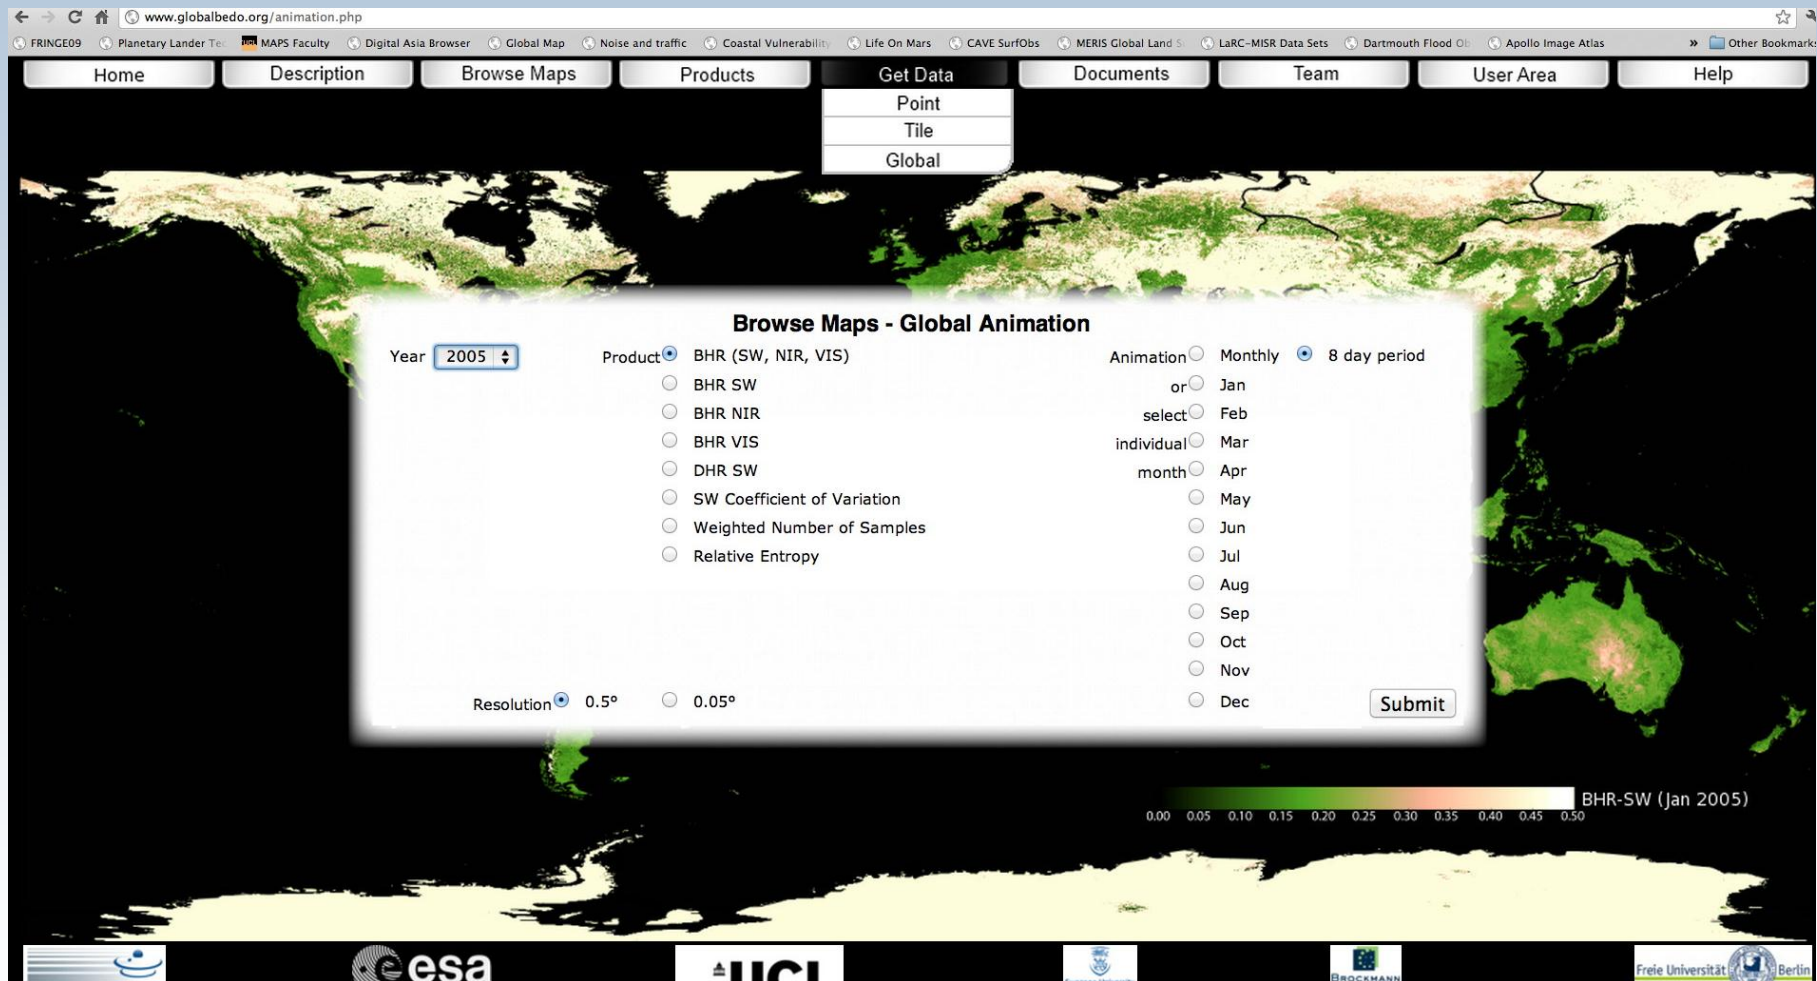 www.globalbedo.org/animation.php
FRINGE09 Planetary Lander Tec MAPS Faculty Digital Asia Browser Global Map Noise and traffic Coastal Vulnerability Life On Mars CAVE SurfObs MERIS Global Land S LaRC-MISR Data Sets Dartmouth Flood Ob Apollo Image Atlas » Other Bookmarks
Home Description Browse Maps Products Get Data Documents Team User Area Help
Point
Tile
Global
Browse Maps - Global Animation
Year 2005 Product BHR (SW, NIR, VIS) Animation Monthly 8 day period
BHR SW or Jan
BHR NIR select Feb
BHR VIS individual Mar
DHR SW month Apr
SW Coefficient of Variation May
Weighted Number of Samples Jun
Relative Entropy Jul
Aug
Sep
Oct
Nov
Resolution 0.5º 0.05º Dec Submit
BHR-SW (Jan 2005)
0.00 0.05 0.10 0.15 0.20 0.25 0.30 0.35 0.40 0.45 0.50
esa UCL BROCKMANN Freie Universität Berlin